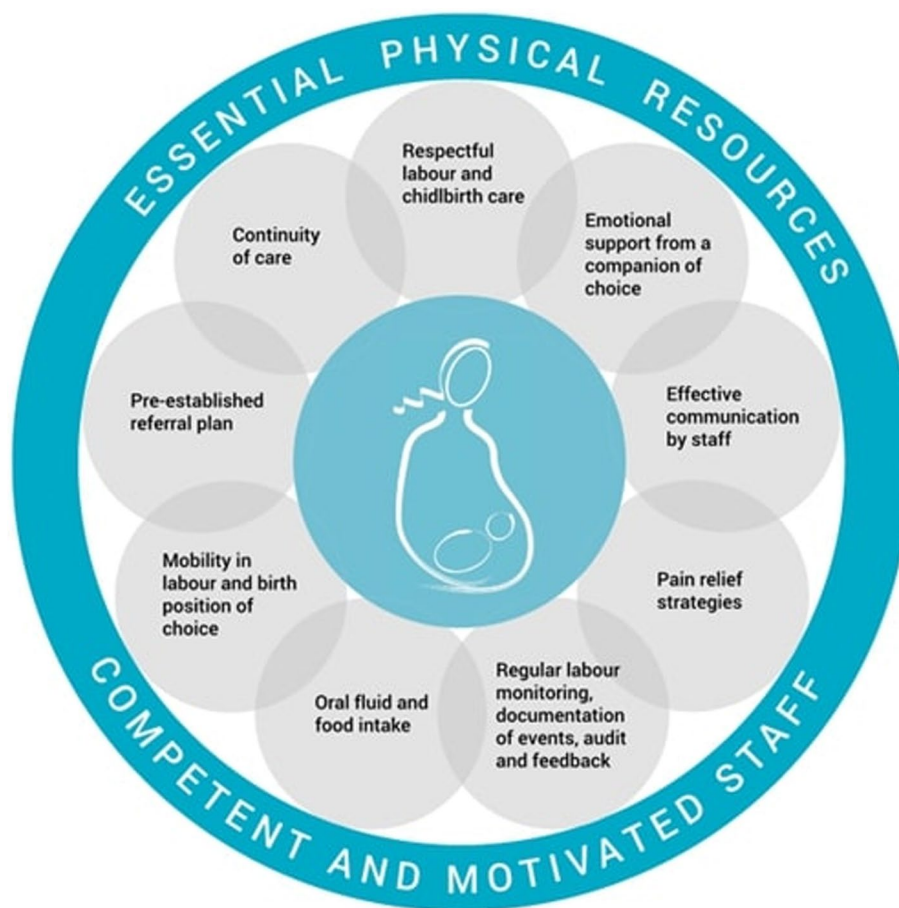 ESSENTIAL PHYSICAL RESOURCES
Respectful
labour and
chidlbirth care
Emotional
support from a
companion of
choice
Effective
communication
by staff
Pain relief
strategies
Regular labour
monitoring,
documentation
of events, audit
and feedback
Oral fluid and
food intake
Mobility in
labour and birth
position of
choice
Pre-established
referral plan
Continuity
of care
COMPETENT AND MOTIVATED STAFF